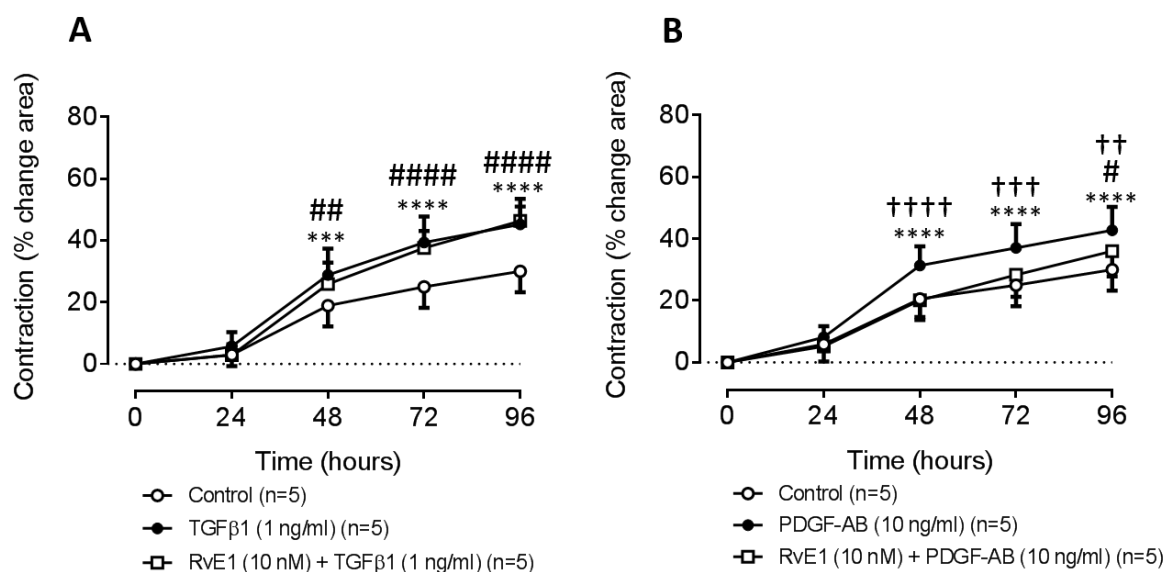 A
Contraction (% change area)
80
60
40
20
0
##
***
####
****
####
****
0 24 48 72 96
Time (hours)
Control (n=5)
TGFβ1 (1 ng/ml) (n=5)
RvE1 (10 nM) + TGFβ1 (1 ng/ml) (n=5)
B
Contraction (% change area)
80
60
40
20
0
††††
****
†††
****
††
#
****
0 24 48 72 96
Time (hours)
Control (n=5)
PDGF-AB (10 ng/ml) (n=5)
RvE1 (10 nM) + PDGF-AB (10 ng/ml) (n=5)